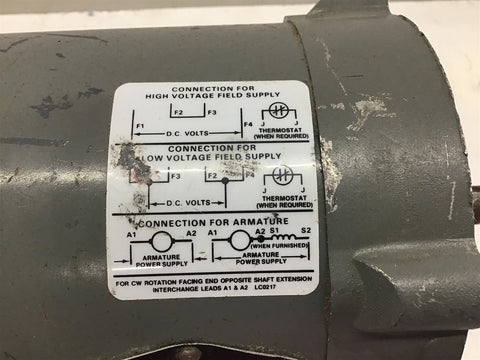 CONNECTION FOR
HIGH VOLTAGE FIELD SUPPLY
F2 F3
F1 F4 J J
D.C. VOLTS THERMOSTAT
(WHEN REQUIRED)
CONNECTION FOR
LOW VOLTAGE FIELD SUPPLY
F3 F2 F4
J J
D.C. VOLTS THERMOSTAT
(WHEN REQUIRED)
CONNECTION FOR ARMATURE
A1 A2 A1 A2 S1 S2
(WHEN FURNISHED)
ARMATURE ARMATURE
POWER SUPPLY POWER SUPPLY
FOR CW ROTATION FACING END OPPOSITE SHAFT EXTENSION
INTERCHANGE LEADS A1 & A2 LC0217